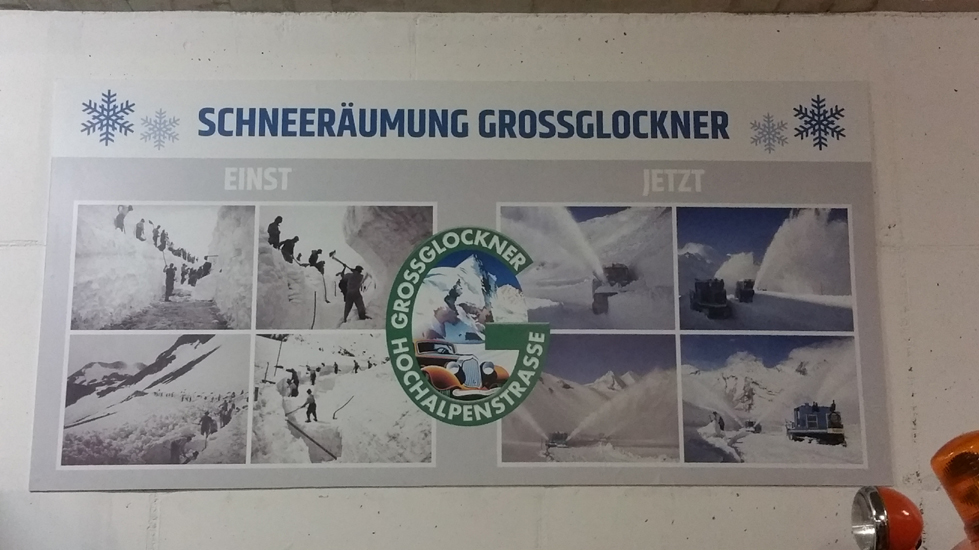 SCHNEERÄUMUNG GROSSGLOCKNER
EINST
JETZT
GROSSGLOCKNER
HOCHALPENSTRASSE